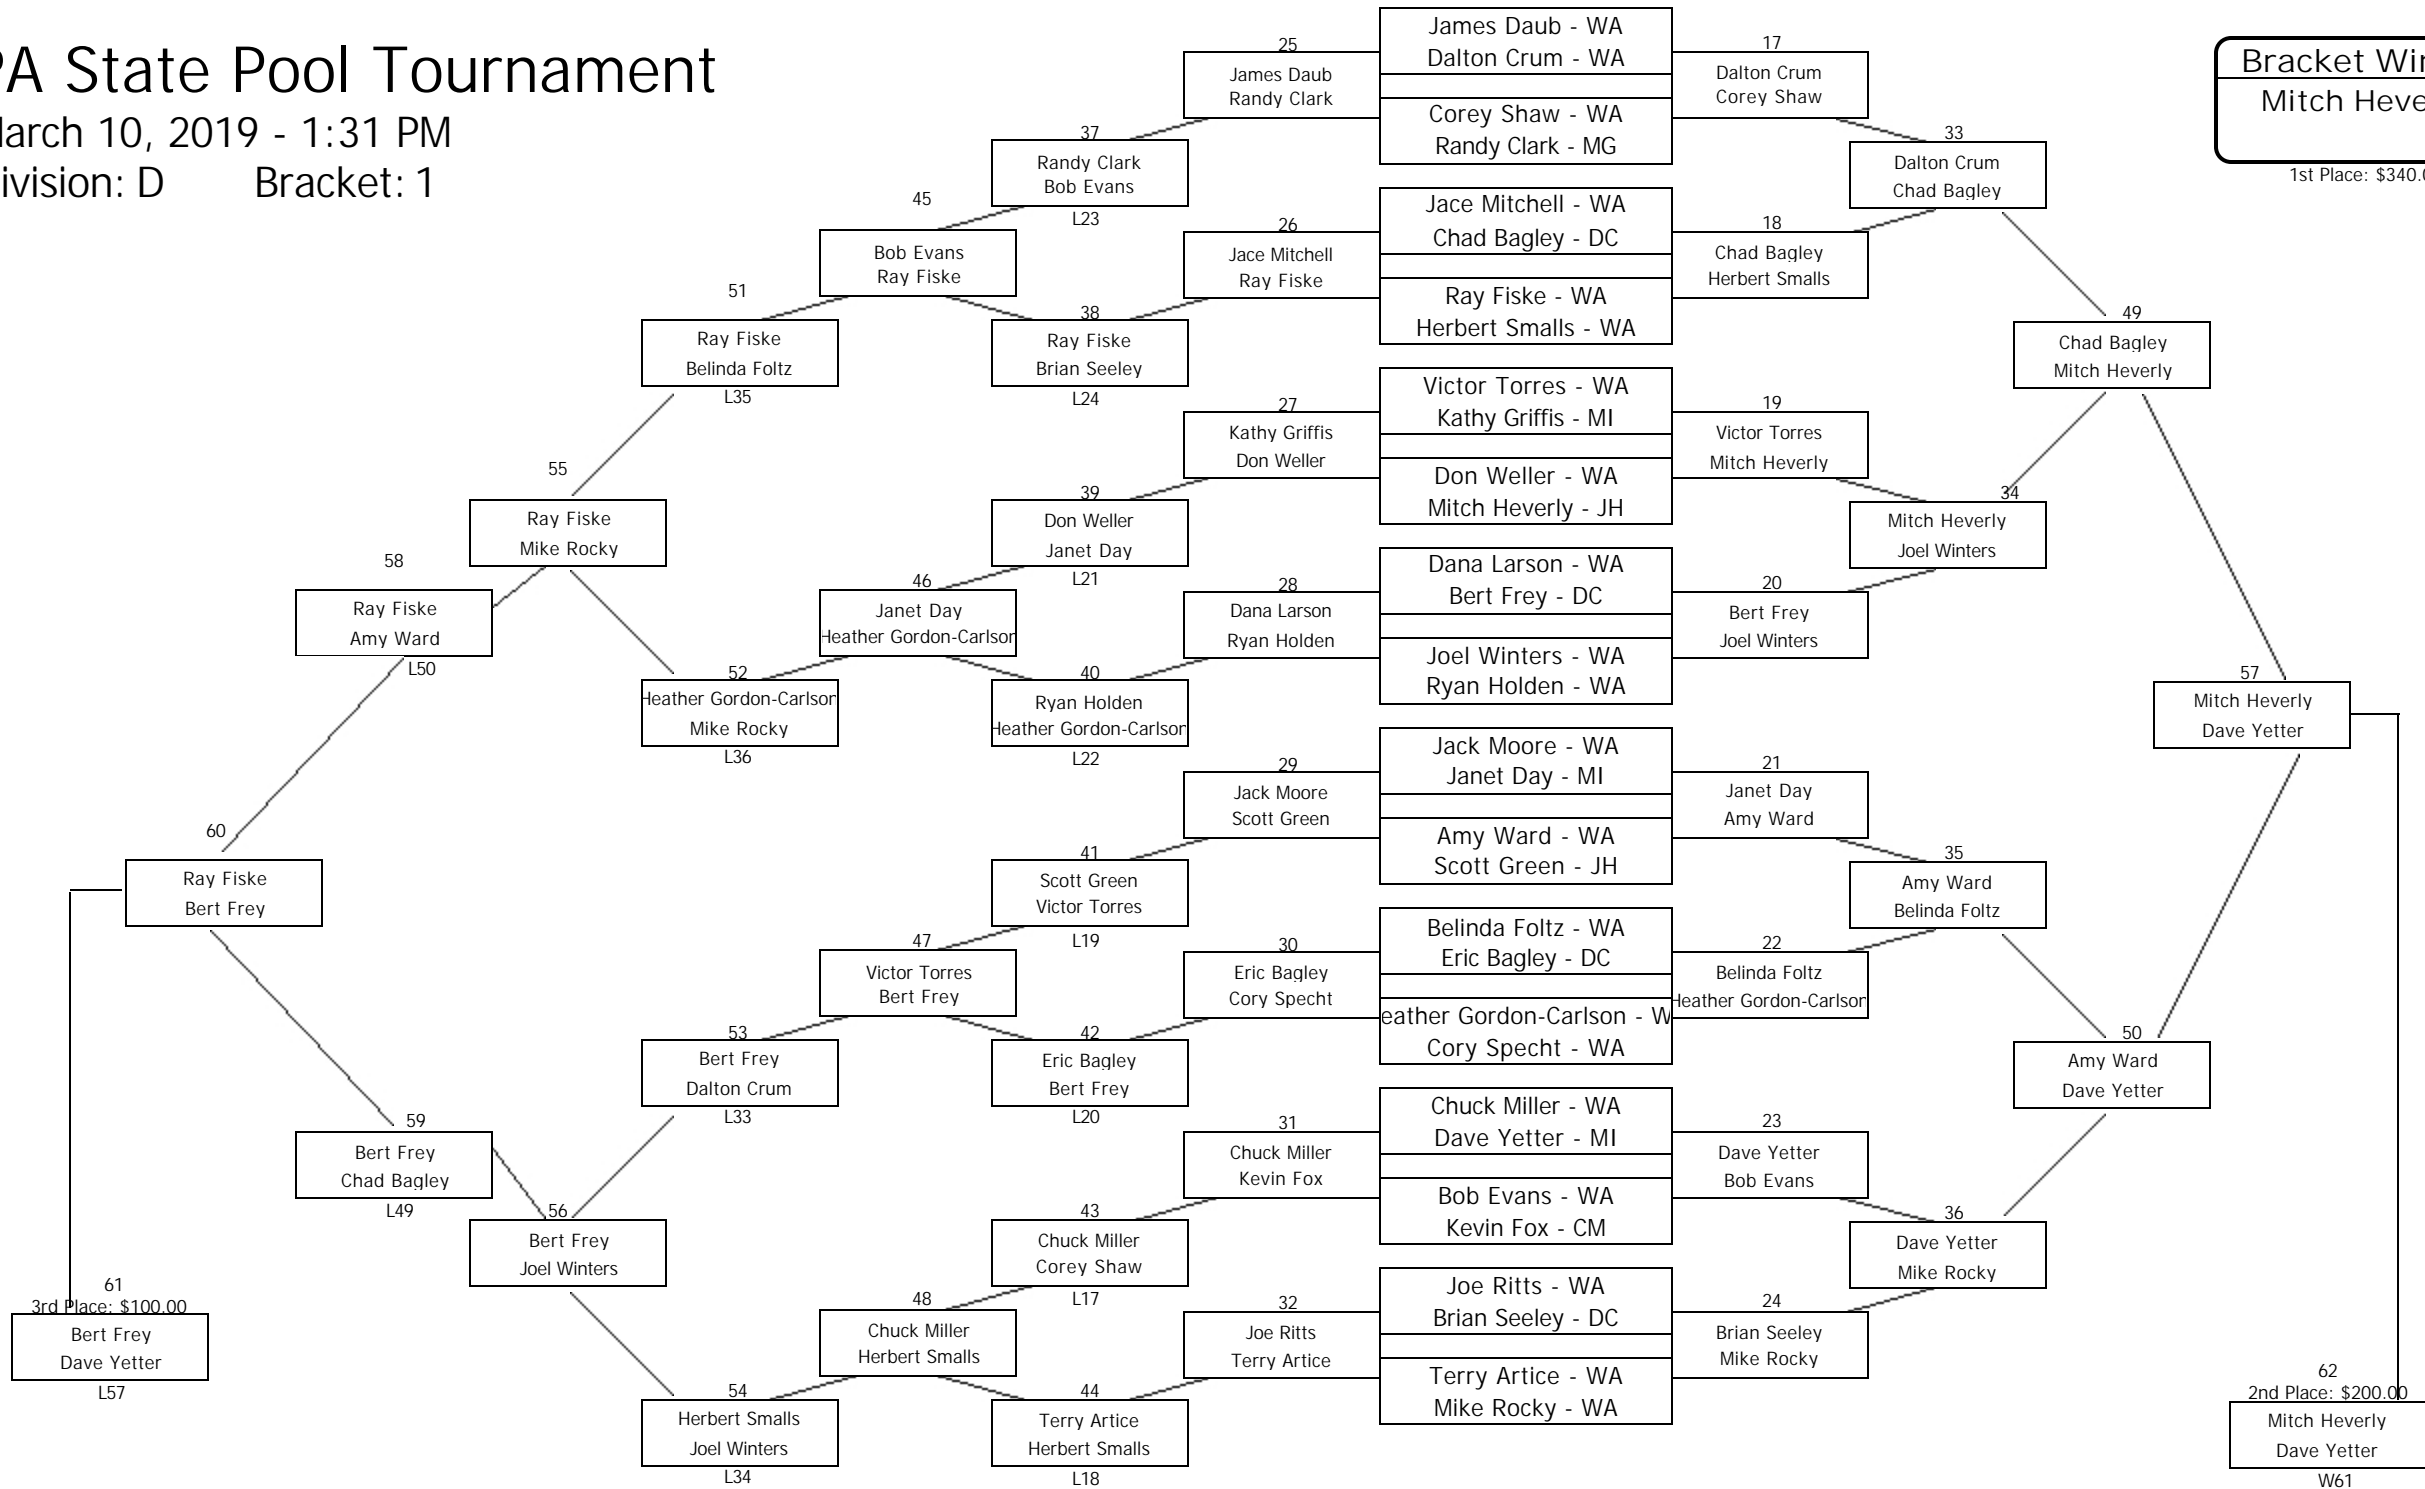 PA State Pool Tournament
March 10, 2019 - 1:31 PM
Division: D Bracket: 1
Bracket Win
Mitch Heve
1st Place: $340.0
James Daub - WA
Dalton Crum - WA
Corey Shaw - WA
Randy Clark - MG
Jace Mitchell - WA
Chad Bagley - DC
Ray Fiske - WA
Herbert Smalls - WA
Victor Torres - WA
Kathy Griffis - MI
Don Weller - WA
Mitch Heverly - JH
Dana Larson - WA
Bert Frey - DC
Joel Winters - WA
Ryan Holden - WA
Jack Moore - WA
Janet Day - MI
Amy Ward - WA
Scott Green - JH
Belinda Foltz - WA
Eric Bagley - DC
eather Gordon-Carlson - W
Cory Specht - WA
Chuck Miller - WA
Dave Yetter - MI
Bob Evans - WA
Kevin Fox - CM
Joe Ritts - WA
Brian Seeley - DC
Terry Artice - WA
Mike Rocky - WA
17
Dalton Crum
Corey Shaw
18
Chad Bagley
Herbert Smalls
19
Victor Torres
Mitch Heverly
20
Bert Frey
Joel Winters
21
Janet Day
Amy Ward
22
Belinda Foltz
Heather Gordon-Carlson
23
Dave Yetter
Bob Evans
24
Brian Seeley
Mike Rocky
25
James Daub
Randy Clark
26
Jace Mitchell
Ray Fiske
27
Kathy Griffis
Don Weller
28
Dana Larson
Ryan Holden
29
Jack Moore
Scott Green
30
Eric Bagley
Cory Specht
31
Chuck Miller
Kevin Fox
32
Joe Ritts
Terry Artice
33
Dalton Crum
Chad Bagley
34
Mitch Heverly
Joel Winters
35
Amy Ward
Belinda Foltz
36
Dave Yetter
Mike Rocky
37
Randy Clark
Bob Evans
L23
38
Ray Fiske
Brian Seeley
L24
39
Don Weller
Janet Day
L21
40
Ryan Holden
Heather Gordon-Carlson
L22
41
Scott Green
Victor Torres
L19
42
Eric Bagley
Bert Frey
L20
43
Chuck Miller
Corey Shaw
L17
44
Terry Artice
Herbert Smalls
L18
45
Bob Evans
Ray Fiske
46
Janet Day
Heather Gordon-Carlson
47
Victor Torres
Bert Frey
48
Chuck Miller
Herbert Smalls
49
Chad Bagley
Mitch Heverly
50
Amy Ward
Dave Yetter
51
Ray Fiske
Belinda Foltz
L35
52
Heather Gordon-Carlson
Mike Rocky
L36
53
Bert Frey
Dalton Crum
L33
54
Herbert Smalls
Joel Winters
L34
55
Ray Fiske
Mike Rocky
56
Bert Frey
Joel Winters
57
Mitch Heverly
Dave Yetter
58
Ray Fiske
Amy Ward
L50
59
Bert Frey
Chad Bagley
L49
60
Ray Fiske
Bert Frey
61
3rd Place: $100.00
Bert Frey
Dave Yetter
L57
62
2nd Place: $200.00
Mitch Heverly
Dave Yetter
W61